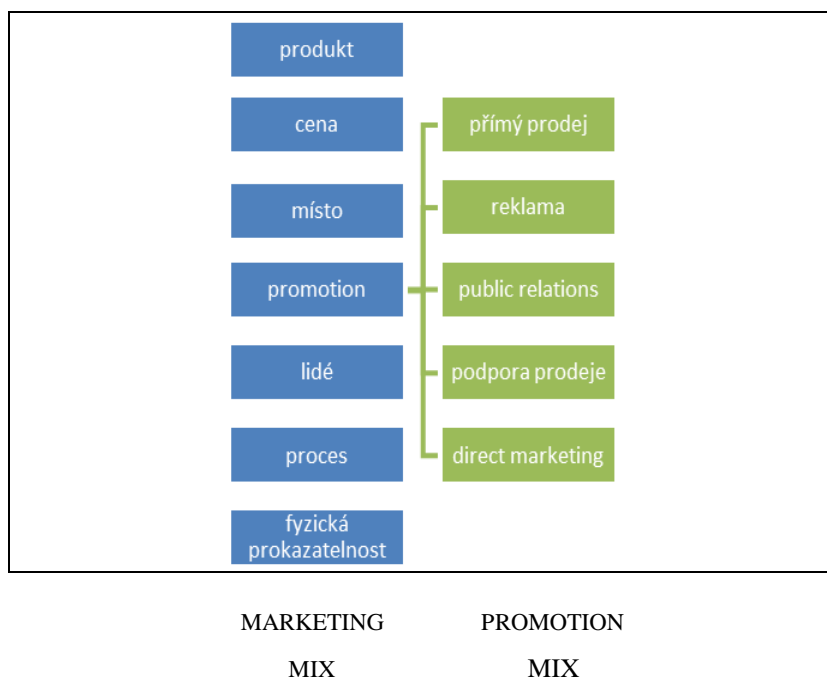 produkt
cena
přímý prodej
místo
reklama
promotion
public relations
lidé
podpora prodeje
proces
direct marketing
fyzická
prokazatelnost
MARKETING
PROMOTION
MIX
MIX